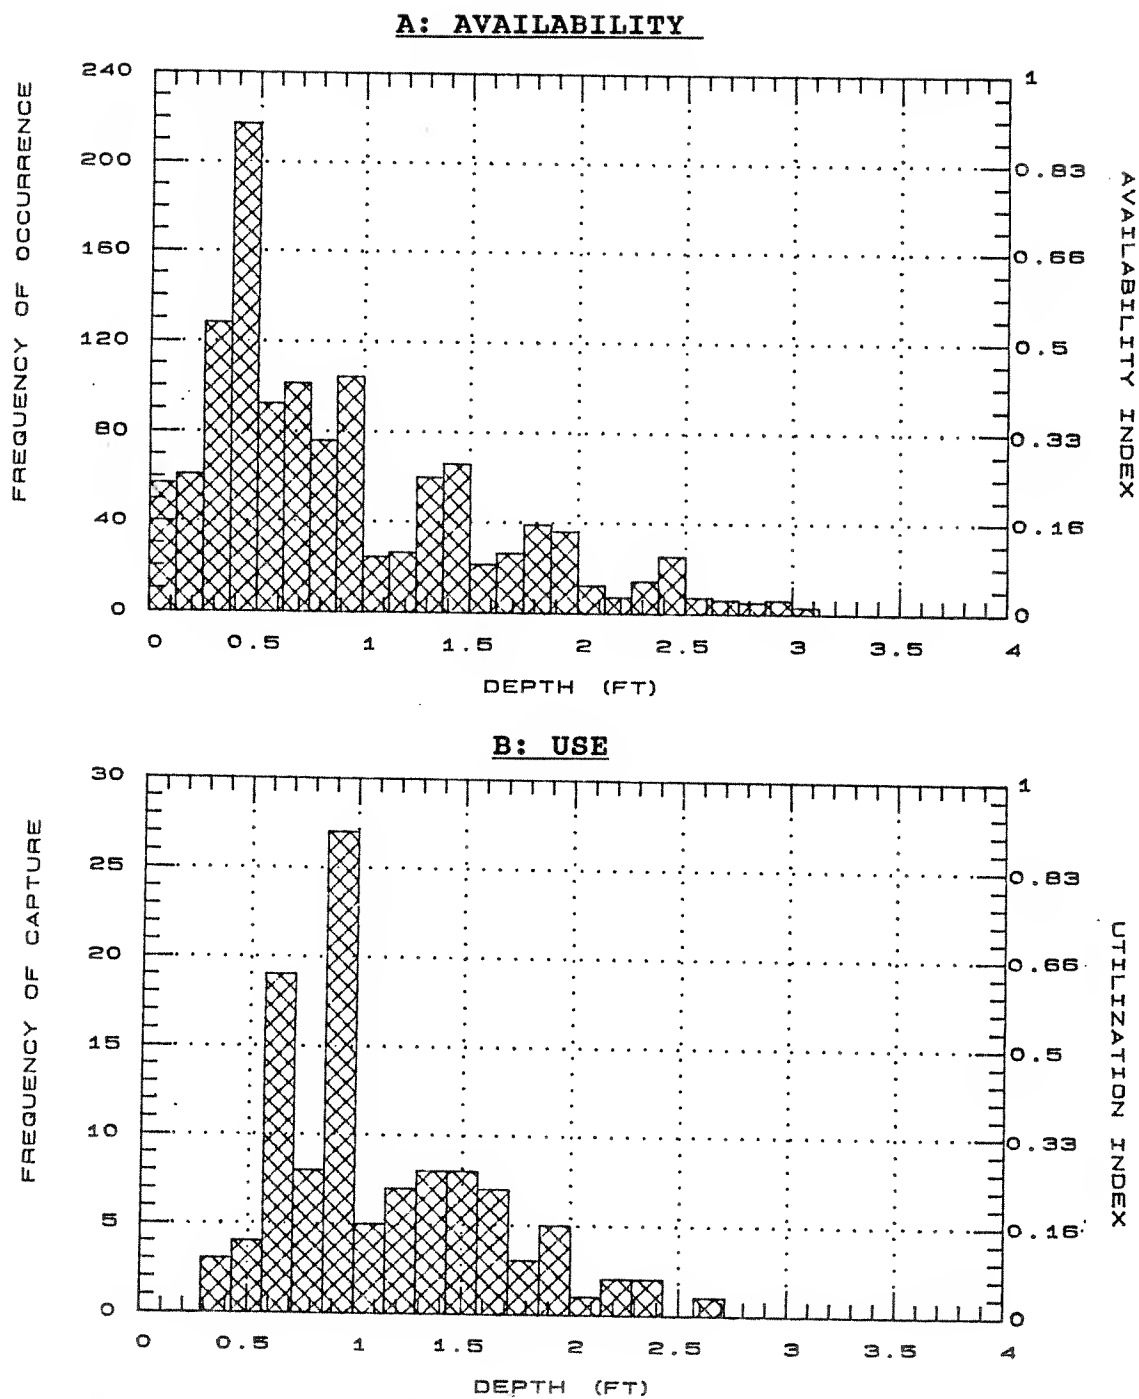 A: AVAILABILITY
FREQUENCY OF OCCURRENCE
240
200
160
120
80
40
0
1
0.83
0.66
0.5
0.33
0.16
0
AVAILABILITY INDEX
0 0.5 1 1.5 2 2.5 3 3.5 4
DEPTH (FT)
B: USE
FREQUENCY OF CAPTURE
30
25
20
15
10
5
0
1
0.83
0.66
0.5
0.33
0.16
0
UTILIZATION INDEX
0 0.5 1 1.5 2 2.5 3 3.5 4
DEPTH (FT)